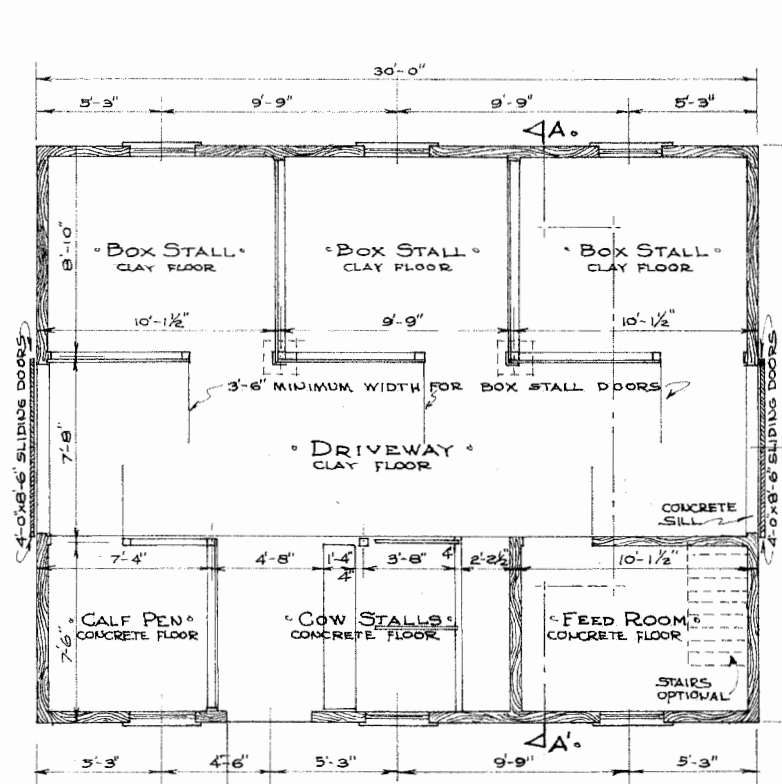 30'-0"
5'-3" 9'-9" 9'-9" 5'-3"
A.
8'-10"
BOX STALL
CLAY FLOOR
BOX STALL
CLAY FLOOR
BOX STALL
CLAY FLOOR
10'-1½" 9'-9" 10'-1½"
4'-0"x8'-6" SLIDING DOORS
3'-6" MINIMUM WIDTH FOR BOX STALL DOORS
4'-0"x8'-6" SLIDING DOORS
7'-8"
DRIVEWAY
CLAY FLOOR
CONCRETE
SILL
7'-4" 4'-8" 1'-4" 3'-8" 4" 2'-2½" 10'-1½"
4"
7'-6"
CALF PEN
CONCRETE FLOOR
COW STALLS
CONCRETE FLOOR
FEED ROOM
CONCRETE FLOOR
STAIRS
OPTIONAL
A'.
5'-3" 4'-6" 5'-3" 9'-9" 5'-3"